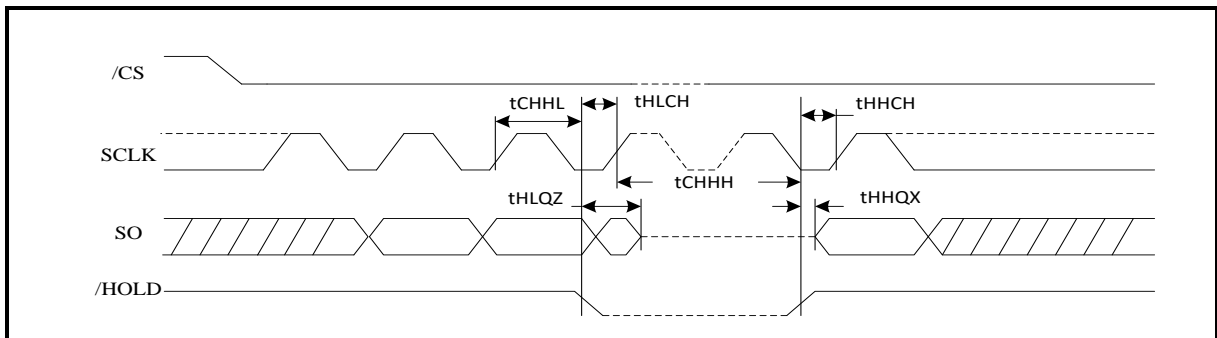 /CS
tCHHL
tHLCH
tHHCH
SCLK
tCHHH
tHLQZ
tHHQX
SO
/HOLD